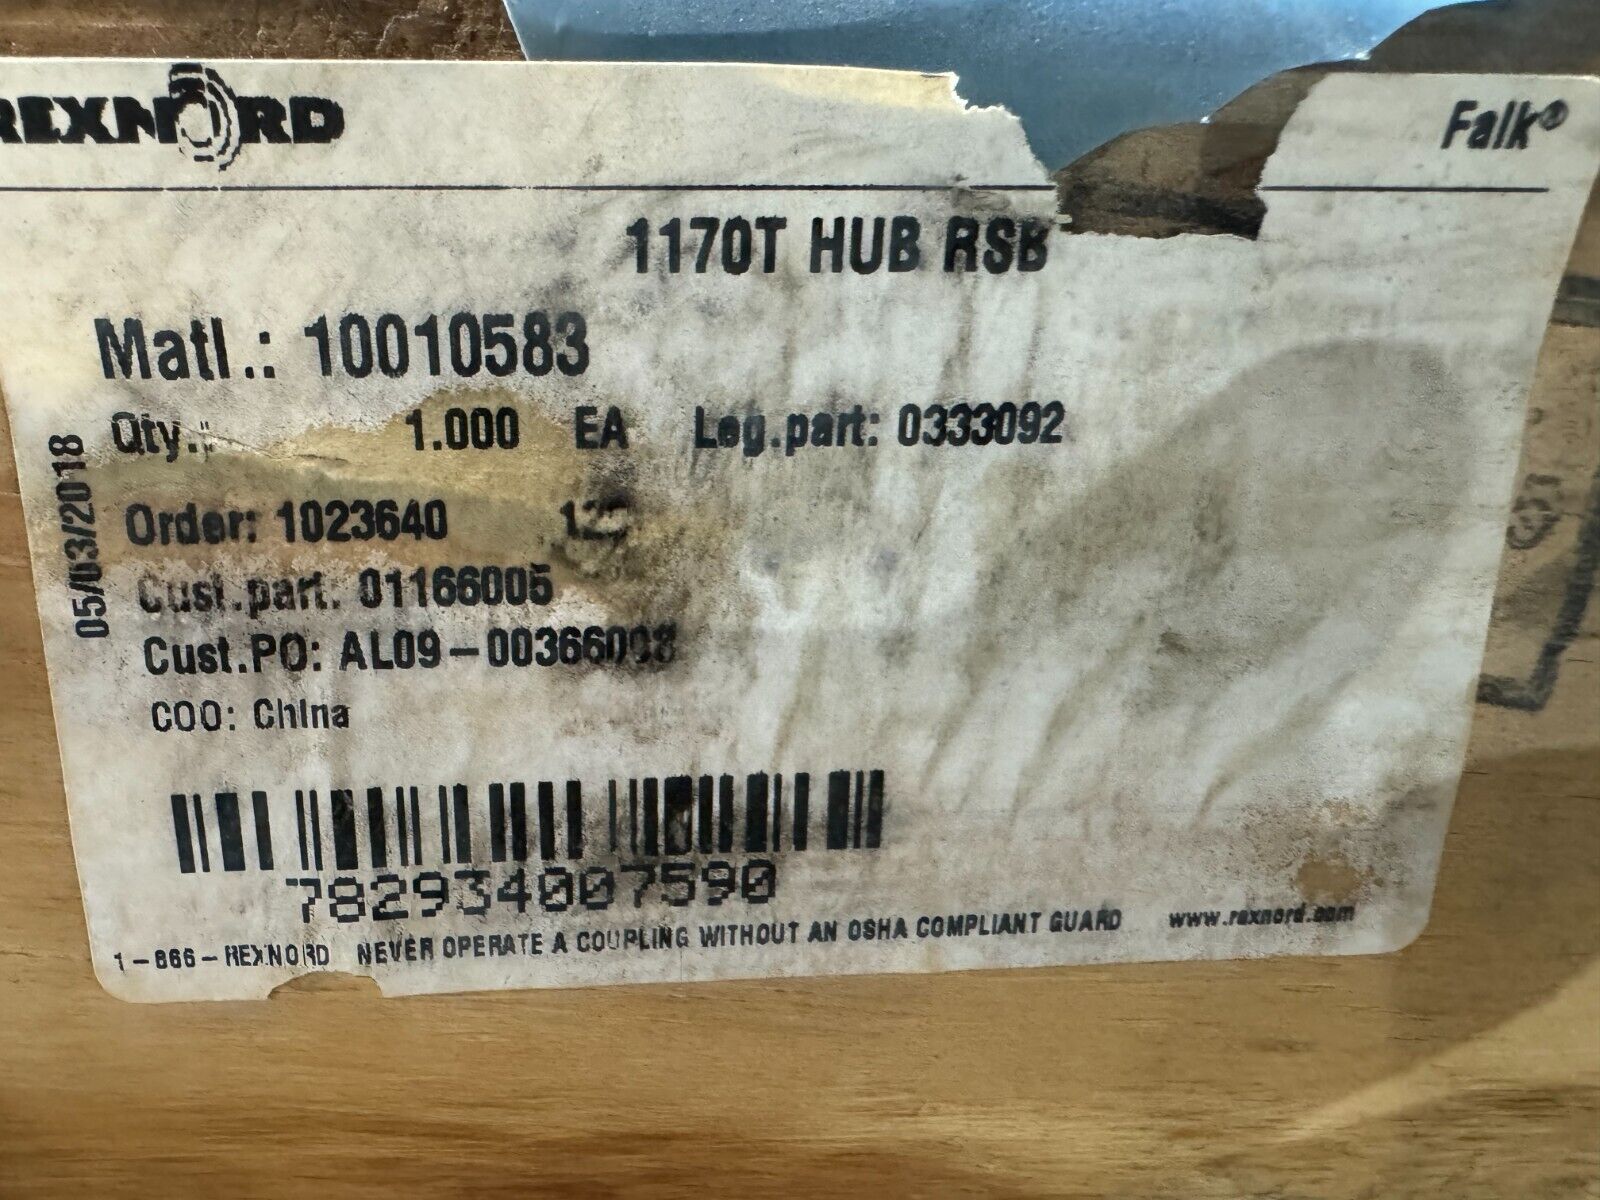 REXNORD Falk®
1170T HUB RSB
Matl.: 10010583
Qty.: 1.000 EA Leg.part: 0333092
Order: 1023640
Cust.part: 01166005
Cust.PO: AL09-00366008
COO: China
05/03/2018
782934007590
1-866-REXNORD NEVER OPERATE A COUPLING WITHOUT AN OSHA COMPLIANT GUARD www.rexnord.com